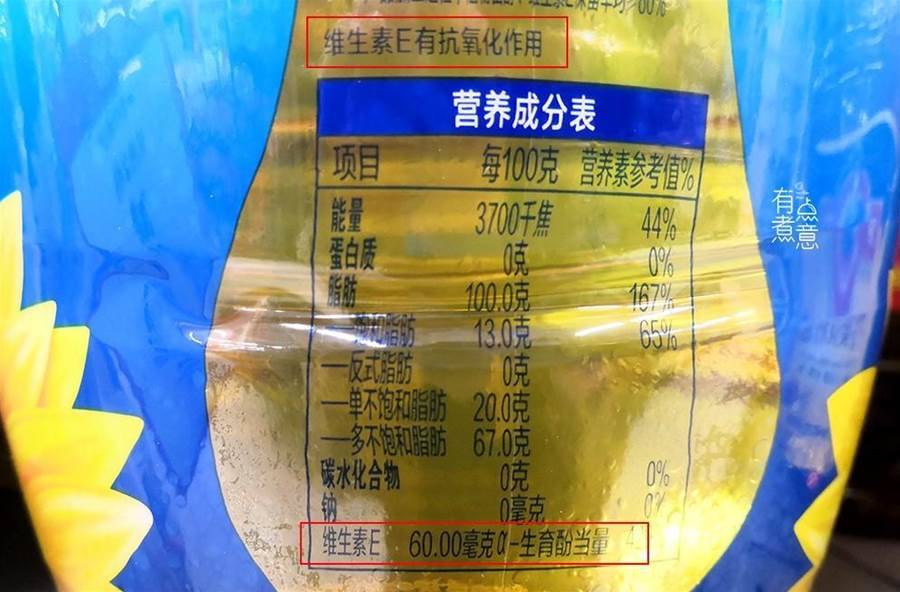 维生素E有抗氧化作用
营养成分表
项目 每100克 营养素参考值%
能量 3700千焦 44%
蛋白质 0克 0%
脂肪 100.0克 167%
—饱和脂肪 13.0克 65%
—反式脂肪 0克
—单不饱和脂肪 20.0克
—多不饱和脂肪 67.0克
碳水化合物 0克 0%
钠 0毫克 0%
维生素E 60.00毫克α-生育酚当量
有点
煮意